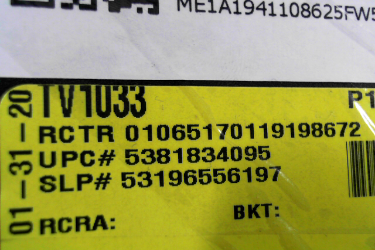 ME1A1941108625FW5
TV1033
P1
RCTR 01065170119198672
UPC# 5381834095
SLP# 53196556197
01-31-20
RCRA:
BKT: